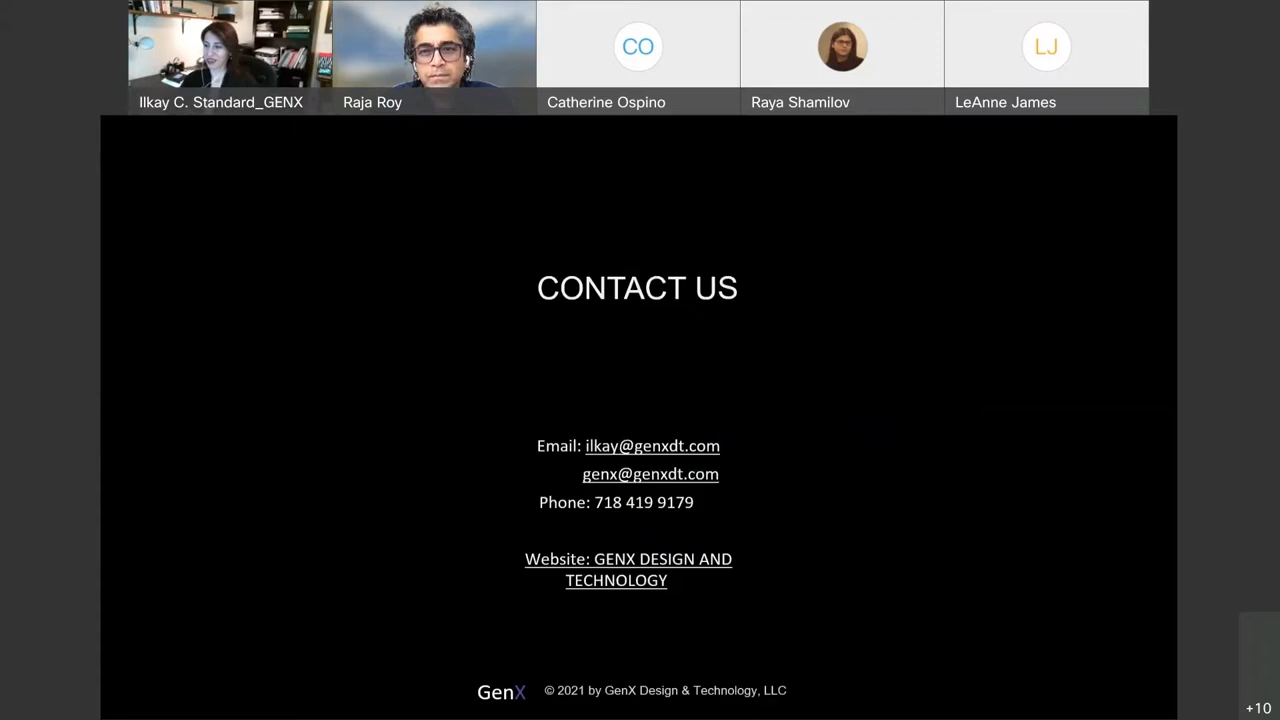 Ilkay C. Standard_GENX
Raja Roy
CO
Catherine Ospino
Raya Shamilov
LJ
LeAnne James
CONTACT US
Email: ilkay@genxdt.com
genx@genxdt.com
Phone: 718 419 9179
Website: GENX DESIGN AND
TECHNOLOGY
GenX © 2021 by GenX Design & Technology, LLC
+10